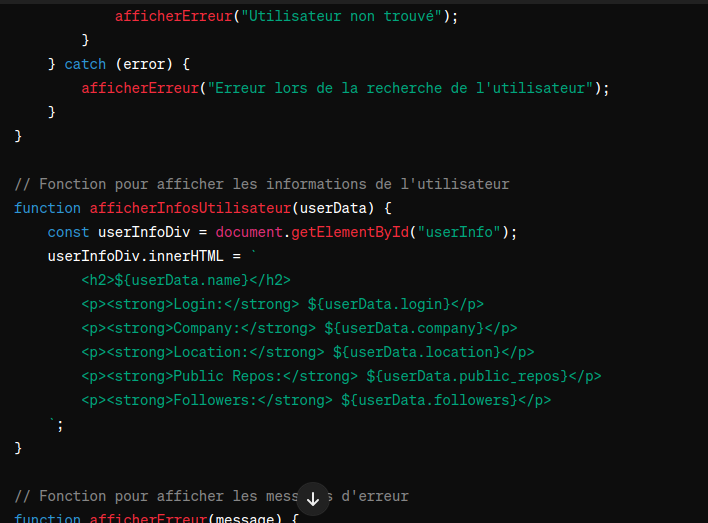 afficherErreur("Utilisateur non trouvé");
}
} catch (error) {
afficherErreur("Erreur lors de la recherche de l'utilisateur");
}
}
// Fonction pour afficher les informations de l'utilisateur
function afficherInfosUtilisateur(userData) {
const userInfoDiv = document.getElementById("userInfo");
userInfoDiv.innerHTML = `
<h2>${userData.name}</h2>
<p><strong>Login:</strong> ${userData.login}</p>
<p><strong>Company:</strong> ${userData.company}</p>
<p><strong>Location:</strong> ${userData.location}</p>
<p><strong>Public Repos:</strong> ${userData.public_repos}</p>
<p><strong>Followers:</strong> ${userData.followers}</p>
`;
}
// Fonction pour afficher les d'erreur
function afficherErreur(message) {